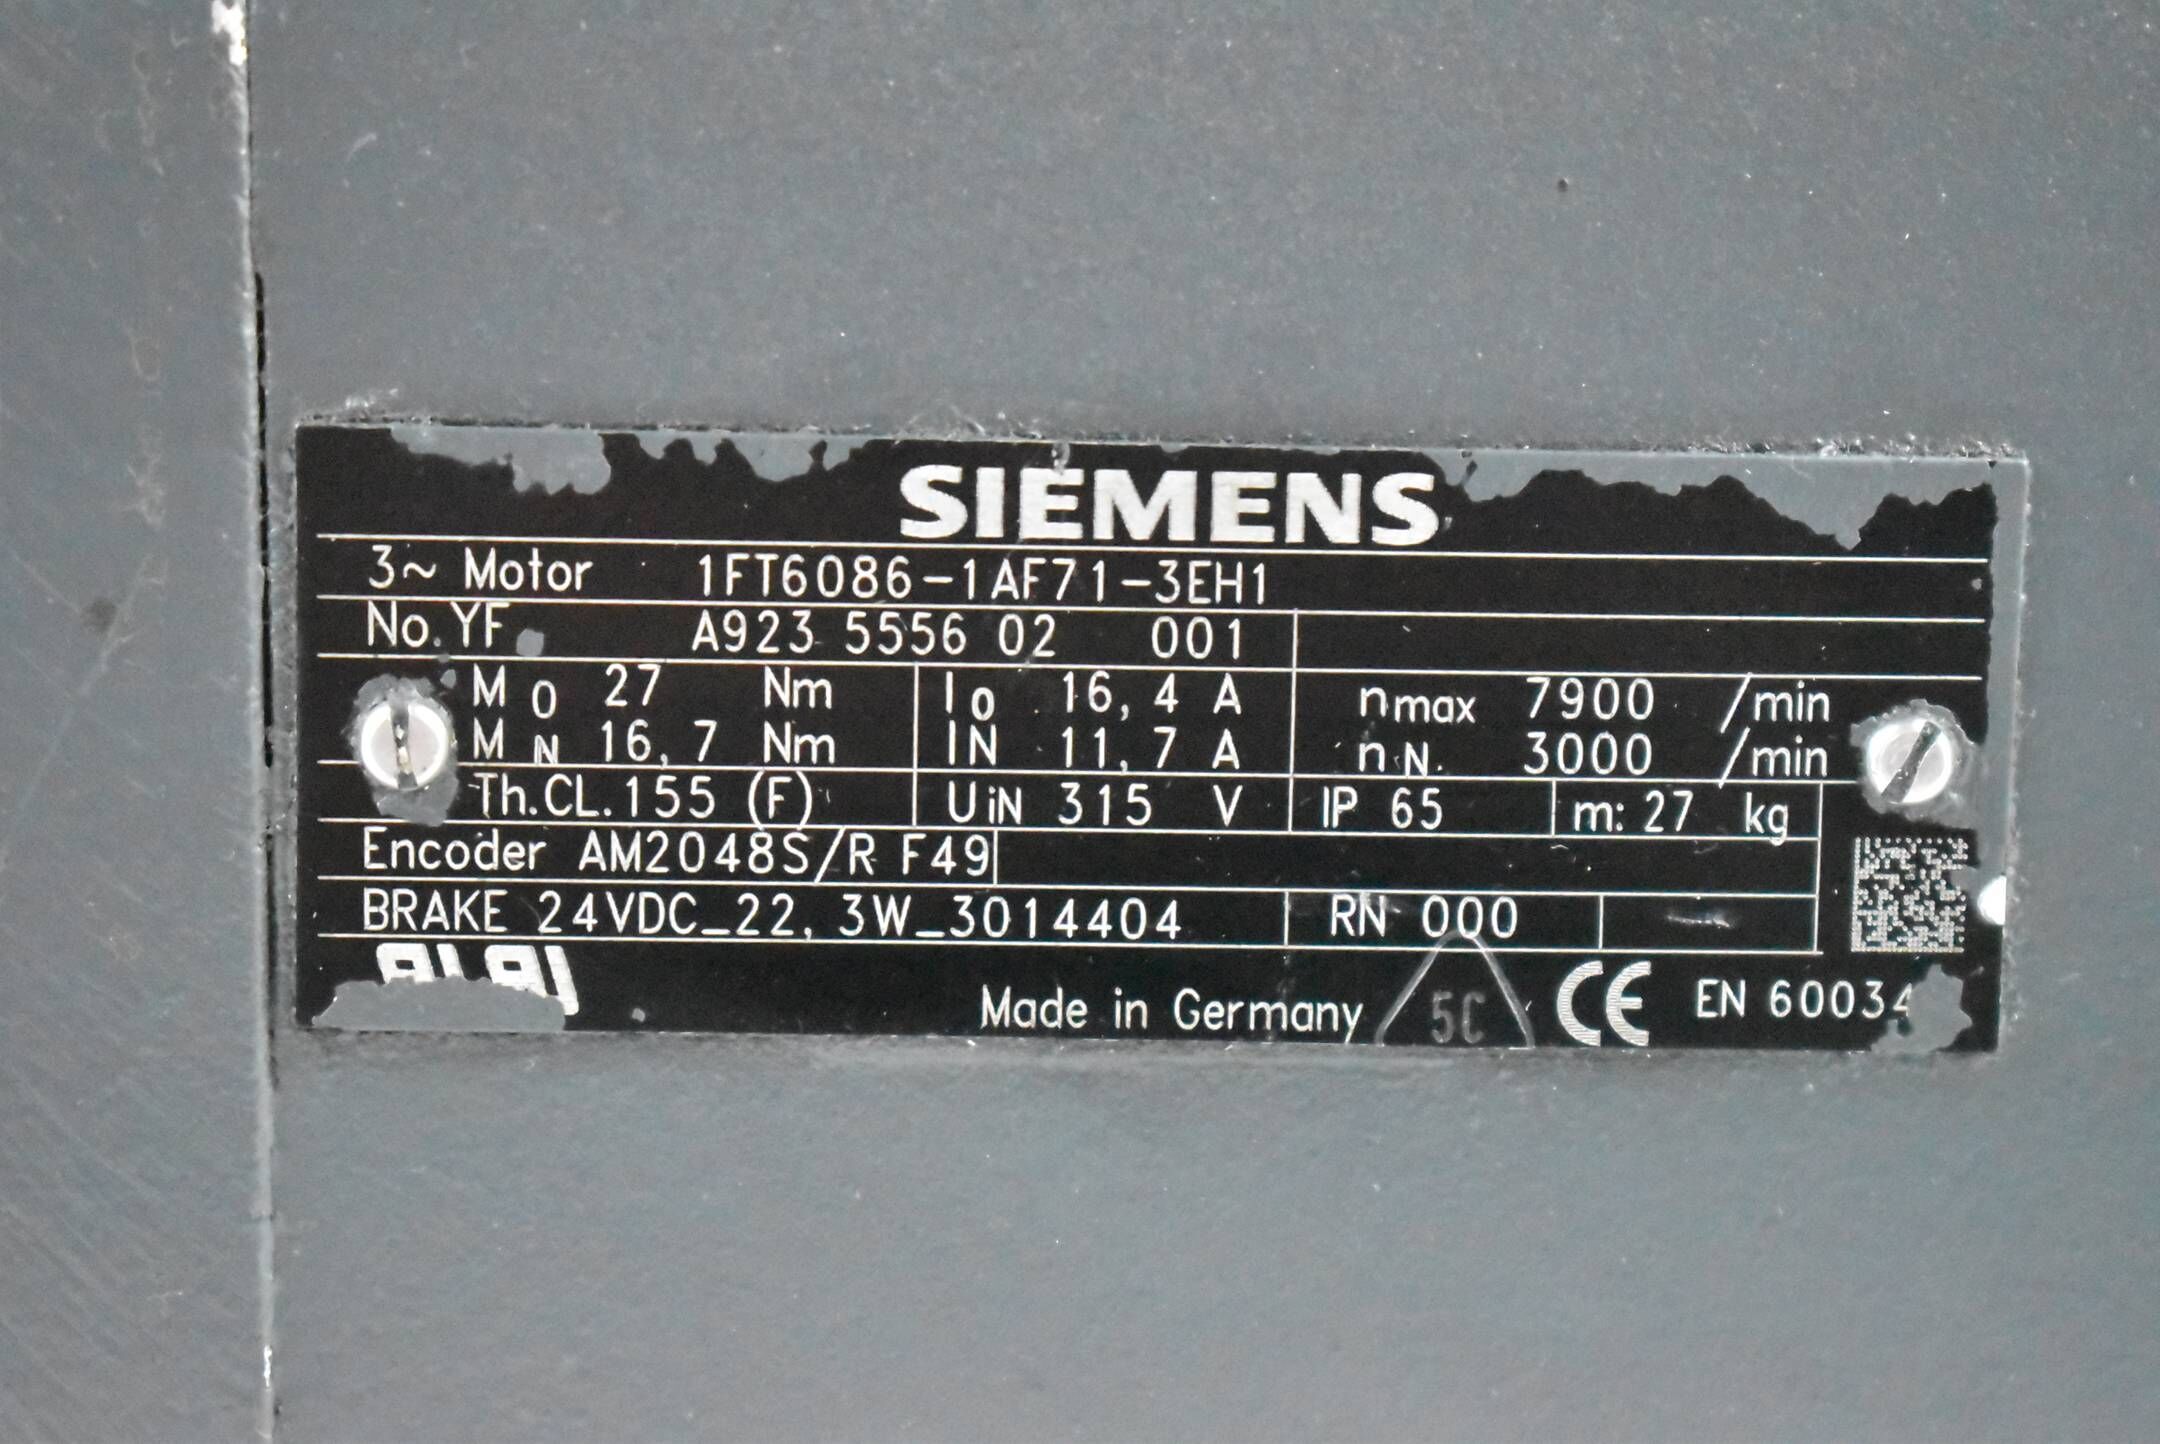 SIEMENS
3~ Motor 1FT6086-1AF71-3EH1
No.YF A923 5556 02 001
M0 27 Nm I0 16,4 A nmax 7900 /min
MN 16,7 Nm IN 11,7 A nN 3000 /min
Th.CL.155 (F) UiN 315 V IP 65 m: 27 kg
Encoder AM2048S/R F49
BRAKE 24VDC_22,3W_3014404 RN 000
Made in Germany 5C CE EN 60034